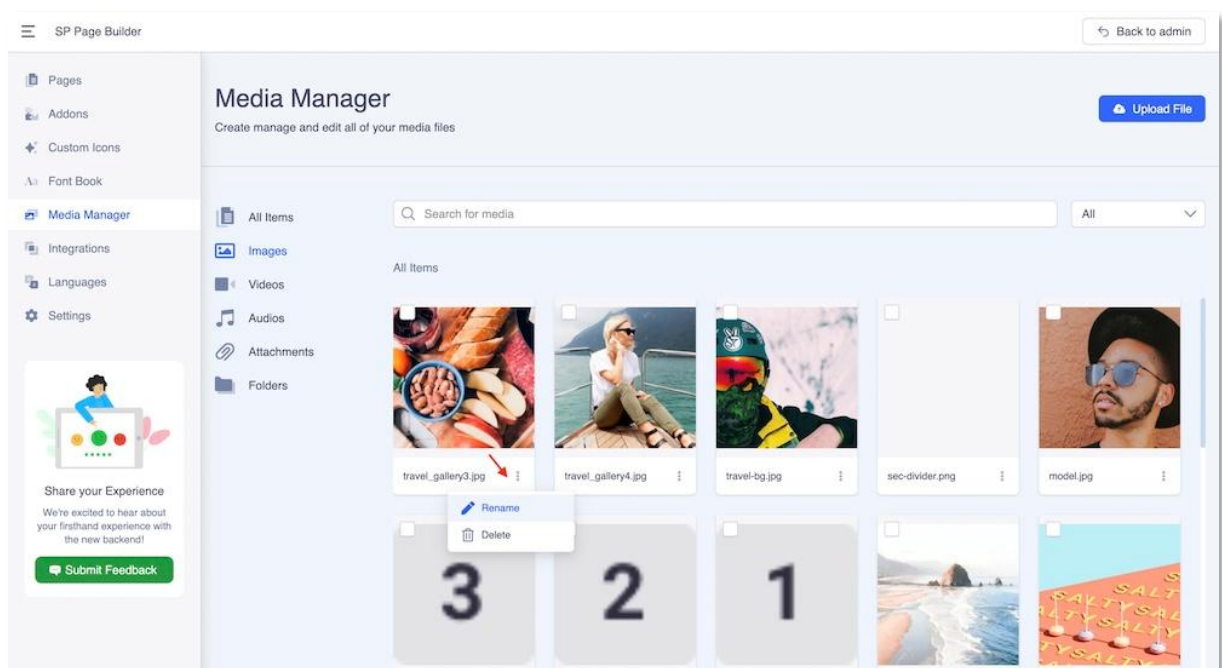 SP Page Builder
Back to admin
Pages
Addons
Custom Icons
Font Book
Media Manager
Integrations
Languages
Settings
Share your Experience
We're excited to hear about
your firsthand experience with
the new backend!
Submit Feedback
Media Manager
Create manage and edit all of your media files
Upload File
All Items
Images
Videos
Audios
Attachments
Folders
Search for media
All
All Items
travel_gallery3.jpg
travel_gallery4.jpg
travel-bg.jpg
sec-divider.png
model.jpg
Rename
Delete
3
2
1
SALTY
SALTY